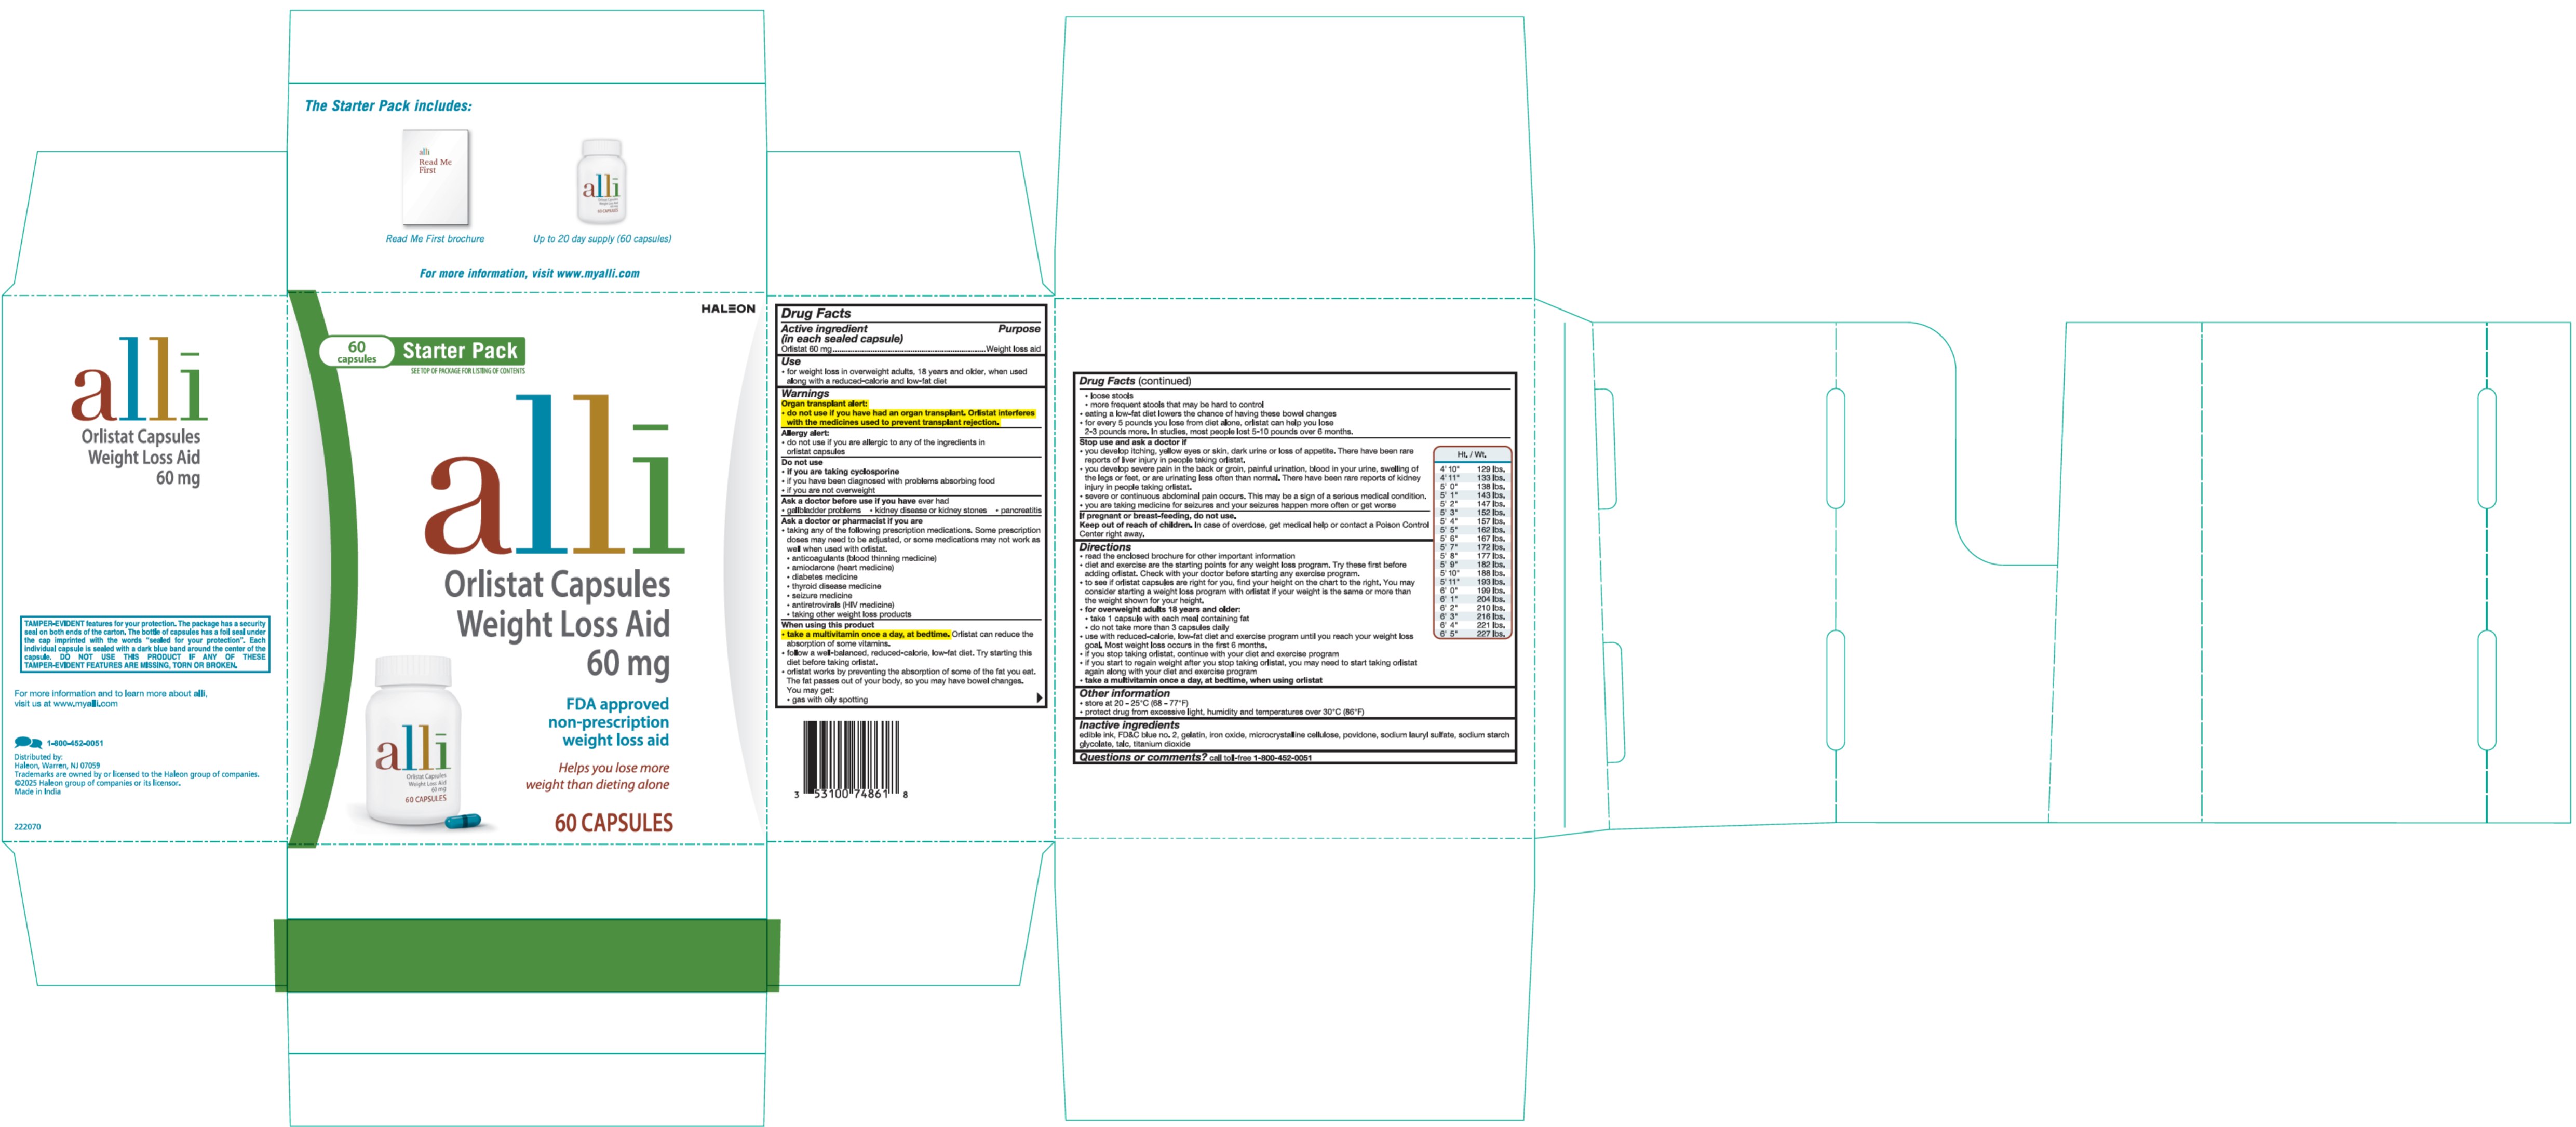 The Starter Pack includes:
alli
Read Me
First
alli
Orlistat Capsules
Weight Loss Aid
60 mg
60 CAPSULES
Read Me First brochure
Up to 20 day supply (60 capsules)
For more information, visit www.myalli.com
alli
Orlistat Capsules
Weight Loss Aid
60 mg
TAMPER-EVIDENT features for your protection. The package has a security
seal on both ends of the carton. The bottle of capsules has a foil seal under
the cap imprinted with the words “sealed for your protection”. Each
individual capsule is sealed with a dark blue band around the center of the
capsule. DO NOT USE THIS PRODUCT IF ANY OF THESE
TAMPER-EVIDENT FEATURES ARE MISSING, TORN OR BROKEN.
For more information and to learn more about alli,
visit us at www.myalli.com
1-800-452-0051
Distributed by:
Haleon, Warren, NJ 07059
Trademarks are owned by or licensed to the Haleon group of companies.
©2025 Haleon group of companies or its licensor.
Made in India
222070
HALEON
60
capsules
Starter Pack
SEE TOP OF PACKAGE FOR LISTING OF CONTENTS
alli
Orlistat Capsules
Weight Loss Aid
60 mg
FDA approved
non-prescription
weight loss aid
Helps you lose more
weight than dieting alone
60 CAPSULES
alli
Orlistat Capsules
Weight Loss Aid
60 mg
60 CAPSULES
Drug Facts
Active ingredient Purpose
(in each sealed capsule)
Orlistat 60 mg...Weight loss aid
Use
• for weight loss in overweight adults, 18 years and older, when used
along with a reduced-calorie and low-fat diet
Warnings
Organ transplant alert:
• do not use if you have had an organ transplant. Orlistat interferes
with the medicines used to prevent transplant rejection.
Allergy alert:
• do not use if you are allergic to any of the ingredients in
orlistat capsules
Do not use
• if you are taking cyclosporine
• if you have been diagnosed with problems absorbing food
• if you are not overweight
Ask a doctor before use if you have ever had
• gallbladder problems • kidney disease or kidney stones • pancreatitis
Ask a doctor or pharmacist if you are
• taking any of the following prescription medications. Some prescription
doses may need to be adjusted, or some medications may not work as
well when used with orlistat.
• anticoagulants (blood thinning medicine)
• amiodarone (heart medicine)
• diabetes medicine
• thyroid disease medicine
• seizure medicine
• antiretrovirals (HIV medicine)
• taking other weight loss products
When using this product
• take a multivitamin once a day, at bedtime. Orlistat can reduce the
absorption of some vitamins.
• follow a well-balanced, reduced-calorie, low-fat diet. Try starting this
diet before taking orlistat.
• orlistat works by preventing the absorption of some of the fat you eat.
The fat passes out of your body, so you may have bowel changes.
You may get:
• gas with oily spotting
3 53100 74861 8
Drug Facts (continued)
• loose stools
• more frequent stools that may be hard to control
• eating a low-fat diet lowers the chance of having these bowel changes
• for every 5 pounds you lose from diet alone, orlistat can help you lose
2-3 pounds more. In studies, most people lost 5-10 pounds over 6 months.
Stop use and ask a doctor if
• you develop itching, yellow eyes or skin, dark urine or loss of appetite. There have been rare
reports of liver injury in people taking orlistat.
• you develop severe pain in the back or groin, painful urination, blood in your urine, swelling of
the legs or feet, or are urinating less often than normal. There have been rare reports of kidney
injury in people taking orlistat.
• severe or continuous abdominal pain occurs. This may be a sign of a serious medical condition.
• you are taking medicine for seizures and your seizures happen more often or get worse
If pregnant or breast-feeding, do not use.
Keep out of reach of children. In case of overdose, get medical help or contact a Poison Control
Center right away.
Directions
• read the enclosed brochure for other important information
• diet and exercise are the starting points for any weight loss program. Try these first before
adding orlistat. Check with your doctor before starting any exercise program.
• to see if orlistat capsules are right for you, find your height on the chart to the right. You may
consider starting a weight loss program with orlistat if your weight is the same or more than
the weight shown for your height.
• for overweight adults 18 years and older:
• take 1 capsule with each meal containing fat
• do not take more than 3 capsules daily
• use with reduced-calorie, low-fat diet and exercise program until you reach your weight loss
goal. Most weight loss occurs in the first 6 months.
• if you stop taking orlistat, continue with your diet and exercise program
• if you start to regain weight after you stop taking orlistat, you may need to start taking orlistat
again along with your diet and exercise program
• take a multivitamin once a day, at bedtime, when using orlistat
Ht. / Wt.
4' 10" 129 lbs.
4' 11" 133 lbs.
5' 0" 138 lbs.
5' 1" 143 lbs.
5' 2" 147 lbs.
5' 3" 152 lbs.
5' 4" 157 lbs.
5' 5" 162 lbs.
5' 6" 167 lbs.
5' 7" 172 lbs.
5' 8" 177 lbs.
5' 9" 182 lbs.
5' 10" 188 lbs.
5' 11" 193 lbs.
6' 0" 199 lbs.
6' 1" 204 lbs.
6' 2" 210 lbs.
6' 3" 216 lbs.
6' 4" 221 lbs.
6' 5" 227 lbs.
Other information
• store at 20 - 25°C (68 - 77°F)
• protect drug from excessive light, humidity and temperatures over 30°C (86°F)
Inactive ingredients
edible ink, FD&C blue no. 2, gelatin, iron oxide, microcrystalline cellulose, povidone, sodium lauryl sulfate, sodium starch
glycolate, talc, titanium dioxide
Questions or comments? call toll-free 1-800-452-0051